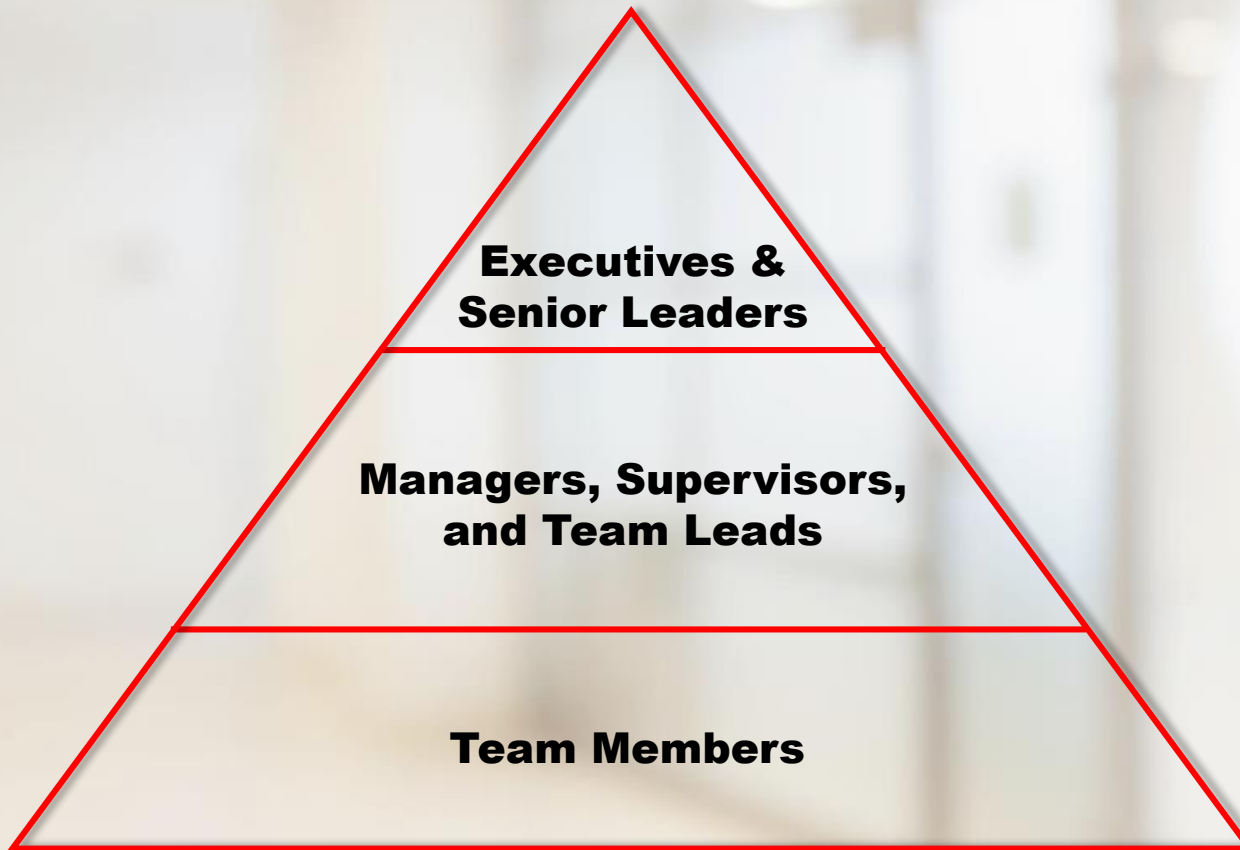 Executives &
Senior Leaders
Managers, Supervisors,
and Team Leads
Team Members